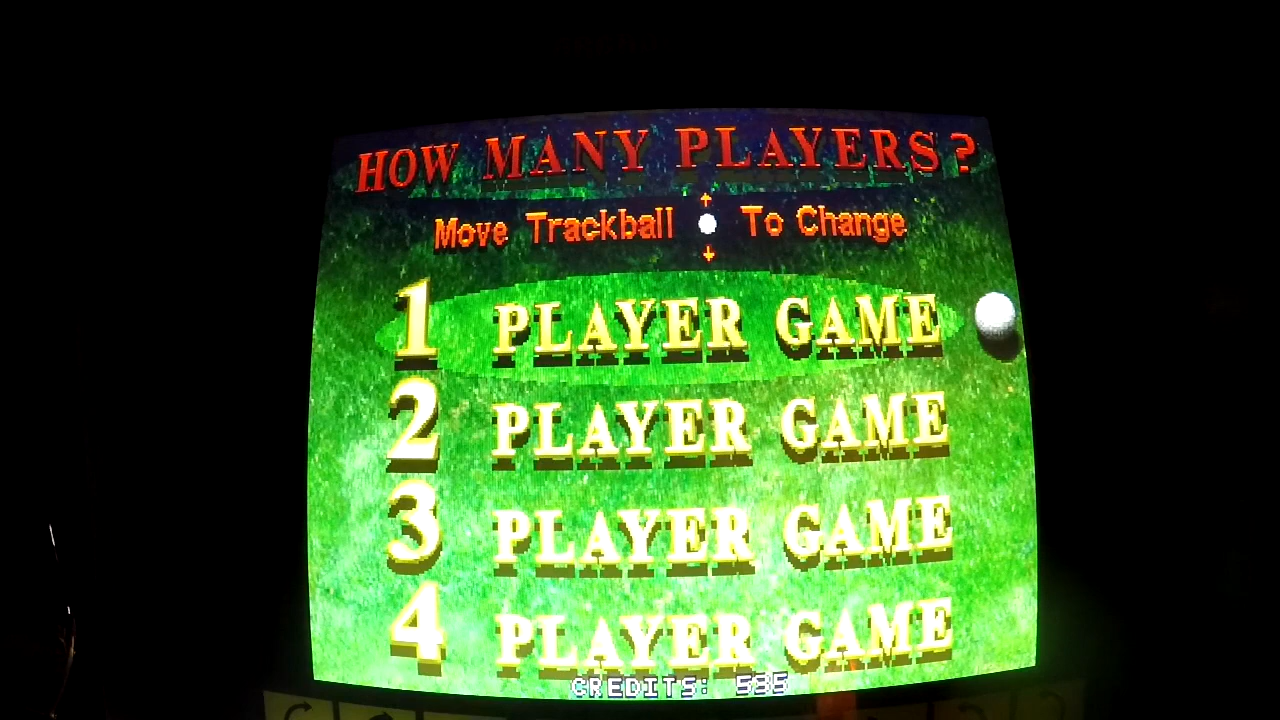 HOW MANY PLAYERS?
Move Trackball To Change
1 PLAYER GAME
2 PLAYER GAME
3 PLAYER GAME
4 PLAYER GAME
CREDITS: 585